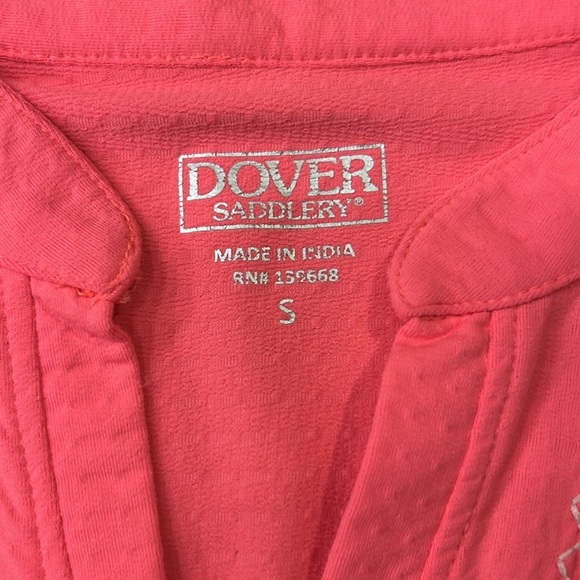 DOVER
SADDLERY®
MADE IN INDIA
RN# 139668
S